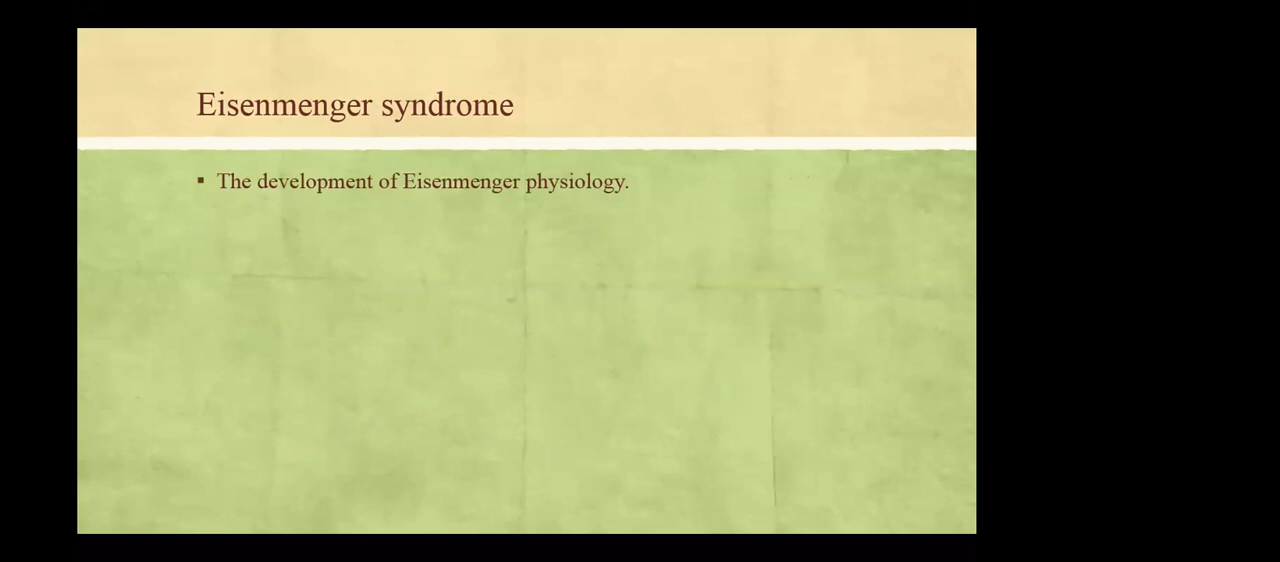 Eisenmenger syndrome
▪ The development of Eisenmenger physiology.